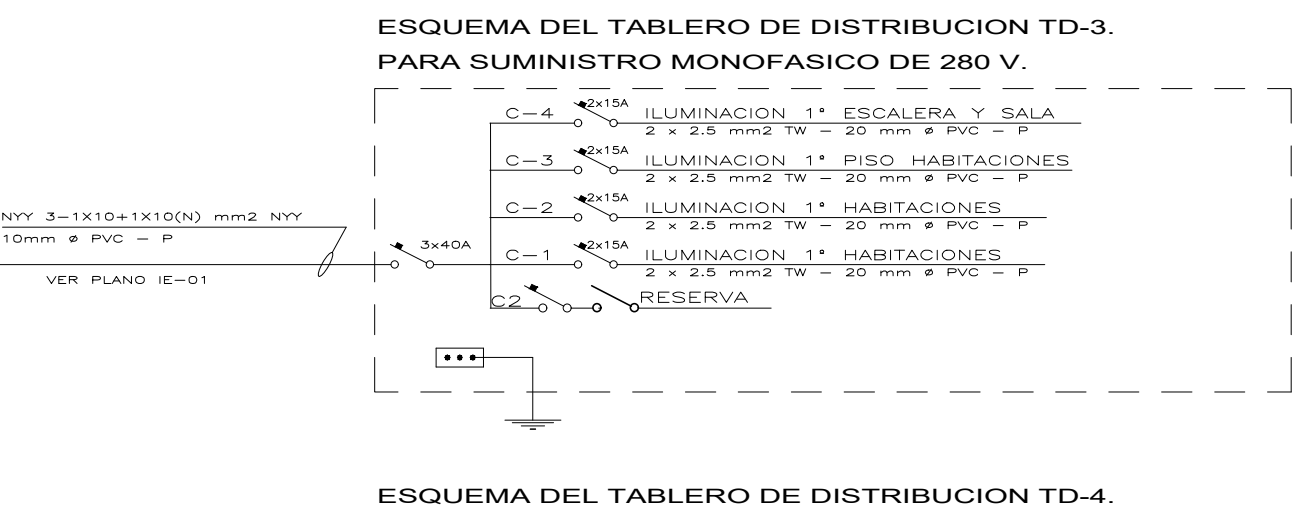 ESQUEMA DEL TABLERO DE DISTRIBUCION TD-3.
PARA SUMINISTRO MONOFASICO DE 280 V.
C-4 2x15A ILUMINACION 1° ESCALERA Y SALA
2 x 2.5 mm2 TW - 20 mm ø PVC - P
C-3 2x15A ILUMINACION 1° PISO HABITACIONES
2 x 2.5 mm2 TW - 20 mm ø PVC - P
C-2 2x15A ILUMINACION 1° HABITACIONES
2 x 2.5 mm2 TW - 20 mm ø PVC - P
NYY 3-1X10+1X10(N) mm2 NYY
10mm ø PVC - P
3x40A
C-1 2x15A ILUMINACION 1° HABITACIONES
2 x 2.5 mm2 TW - 20 mm ø PVC - P
VER PLANO IE-01
C2 RESERVA
ESQUEMA DEL TABLERO DE DISTRIBUCION TD-4.